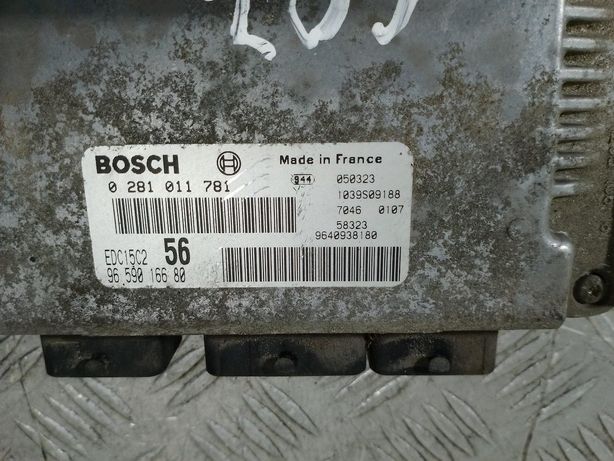 BOSCH
Made in France
0 281 011 781
944 050323
1039S09188
7046 0107
58323
9640938180
EDC15C2 56
96 590 166 80